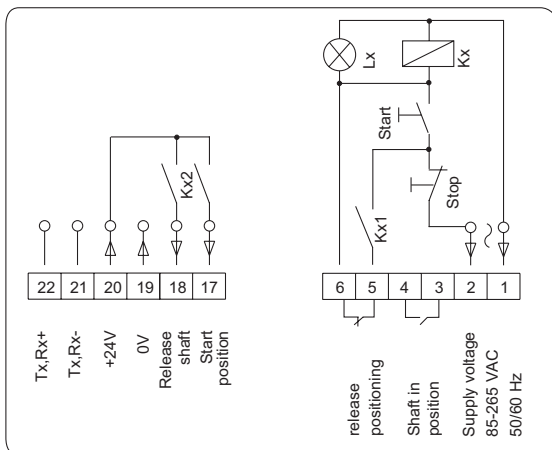 Lx
Kx
Start
Kx2
Stop
Kx1
22 21 20 19 18 17
6 5 4 3 2 1
Tx,Rx+
Tx,Rx-
+24V
0V
Release
shaft
Start
position
release
positioning
Shaft in
position
Supply voltage
85-265 VAC
50/60 Hz